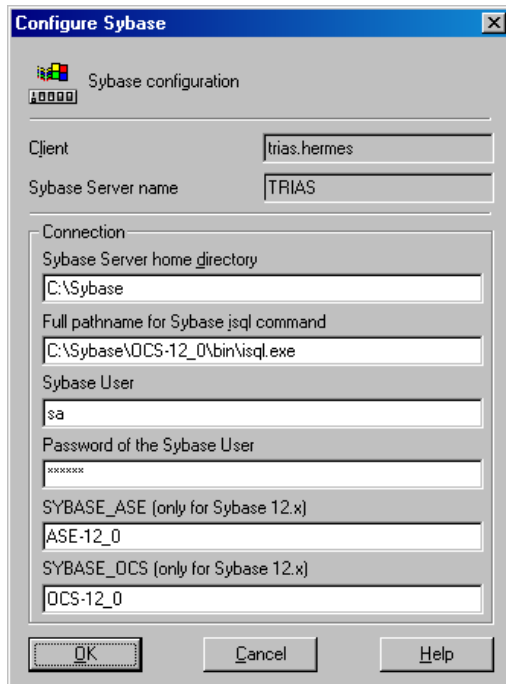 Configure Sybase
Sybase configuration
Client
trias.hermes
Sybase Server name
TRIAS
Connection
Sybase Server home directory
C:\Sybase
Full pathname for Sybase isql command
C:\Sybase\OCS-12_0\bin\isql.exe
Sybase User
sa
Password of the Sybase User
××××××
SYBASE_ASE (only for Sybase 12.x)
ASE-12_0
SYBASE_OCS (only for Sybase 12.x)
OCS-12_0
OK Cancel Help